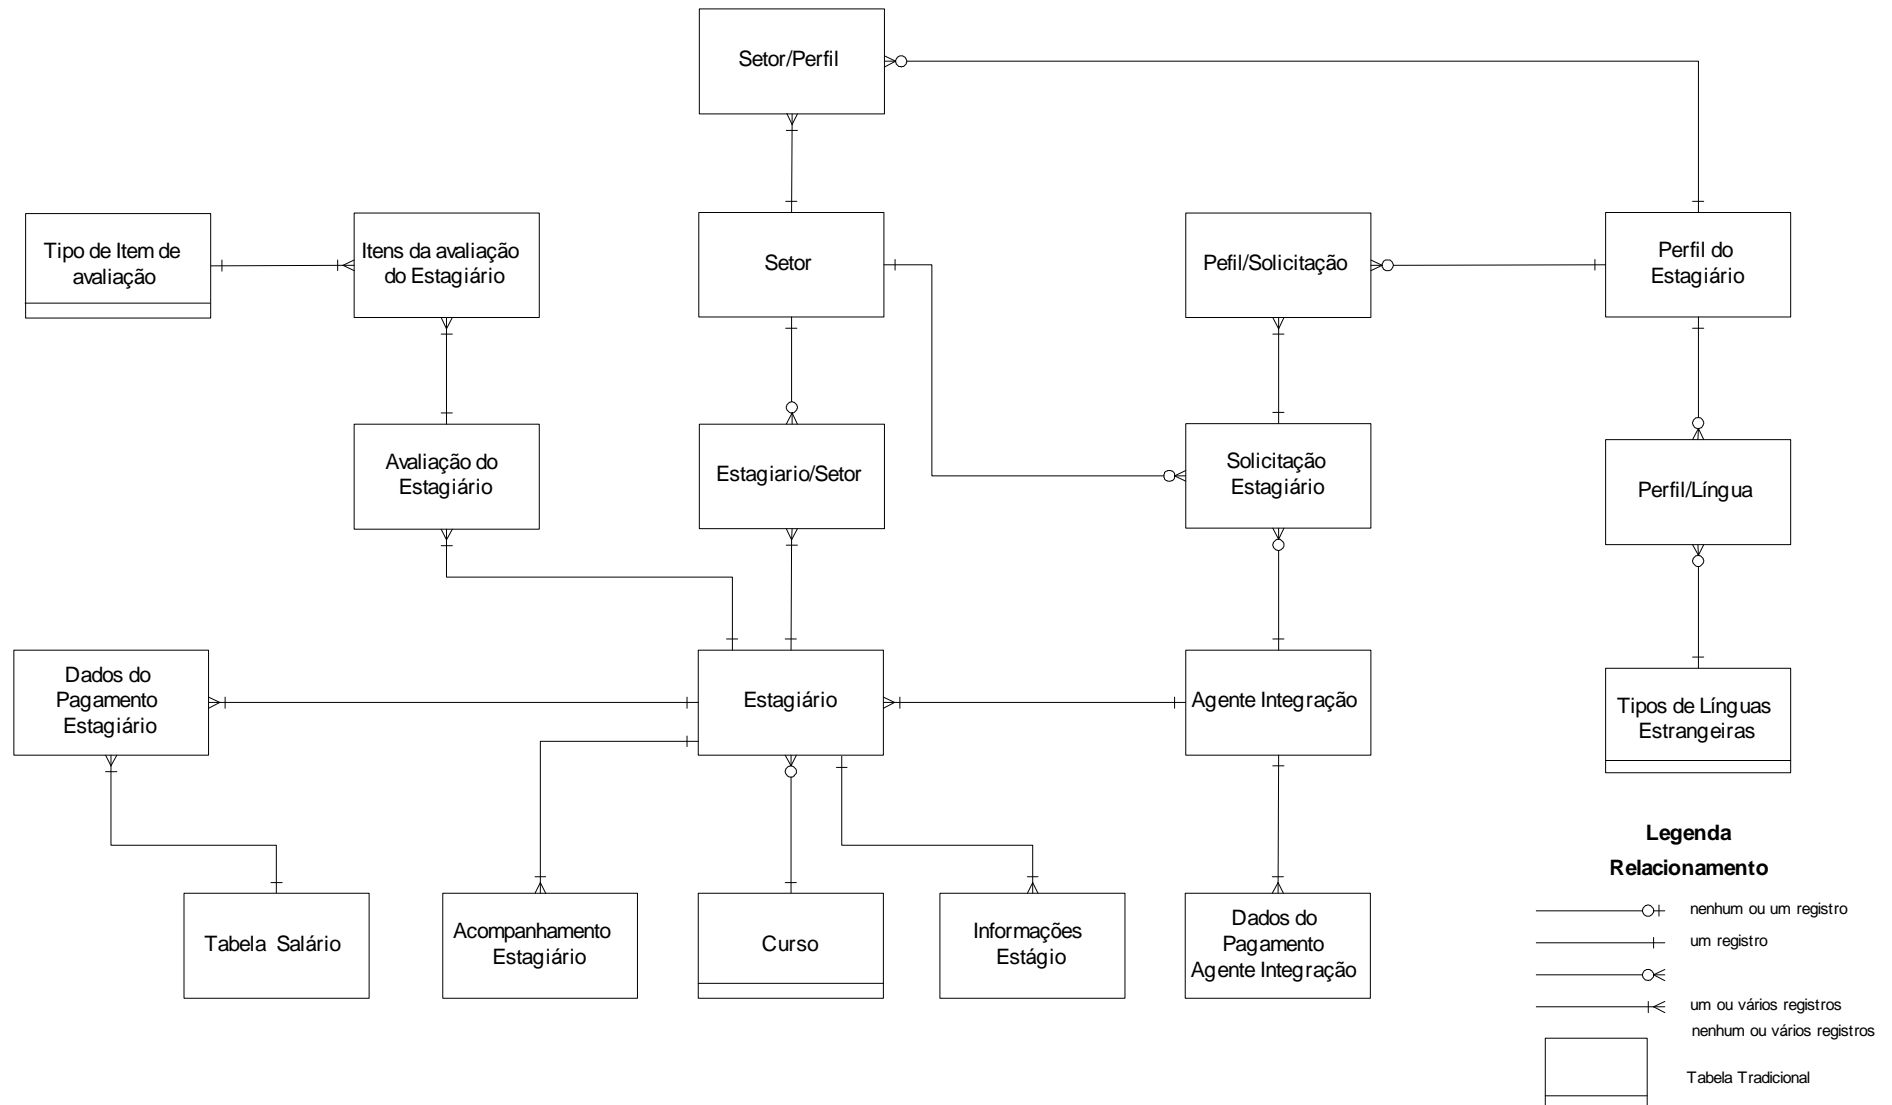 Setor/Perfil
Tipo de Item de
avaliação
Itens da avaliação
do Estagiário
Setor
Pefil/Solicitação
Perfil do
Estagiário
Avaliação do
Estagiário
Estagiario/Setor
Solicitação
Estagiário
Perfil/Língua
Dados do
Pagamento
Estagiário
Estagiário
Agente Integração
Tipos de Línguas
Estrangeiras
Tabela Salário
Acompanhamento
Estagiário
Curso
Informações
Estágio
Dados do
Pagamento
Agente Integração
Legenda
Relacionamento
nenhum ou um registro
um registro
um ou vários registros
nenhum ou vários registros
Tabela Tradicional